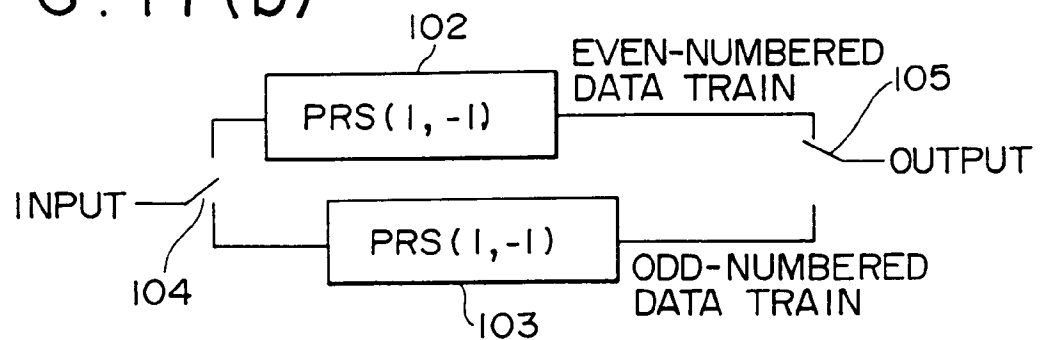 G. 17(b)
102
EVEN-NUMBERED
DATA TRAIN
105
PRS(1,-1)
OUTPUT
INPUT
PRS(1,-1)
104
ODD-NUMBERED
DATA TRAIN
103